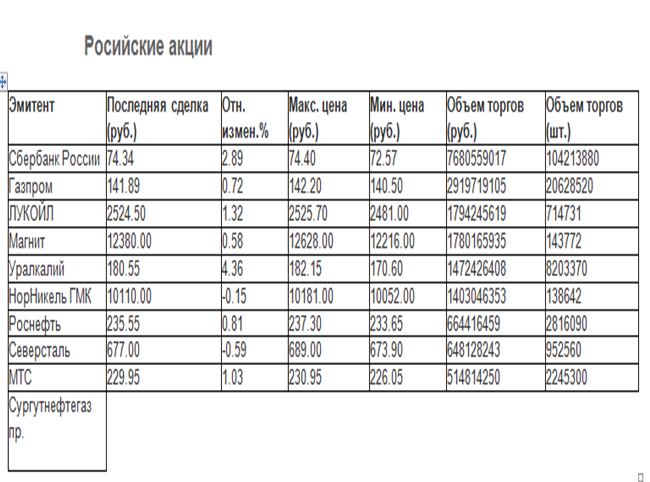 Росийские акции
Эмитент Последняя сделка (руб.) Отн. измен.% Макс. цена (руб.) Мин. цена (руб.) Объем торгов (руб.) Объем торгов (шт.)
Сбербанк России 74.34 2.89 74.40 72.57 7680559017 104213880
Газпром 141.89 0.72 142.20 140.50 2919719105 20628520
ЛУКОЙЛ 2524.50 1.32 2525.70 2481.00 1794245619 714731
Магнит 12380.00 0.58 12628.00 12216.00 1780165935 143772
Уралкалий 180.55 4.36 182.15 170.60 1472426408 8203370
НорНикель ГМК 10110.00 -0.15 10181.00 10052.00 1403046353 138642
Роснефть 235.55 0.81 237.30 233.65 664416459 2816090
Северсталь 677.00 -0.59 689.00 673.90 648128243 952560
МТС 229.95 1.03 230.95 226.05 514814250 2245300
Сургутнефтегаз
пр.